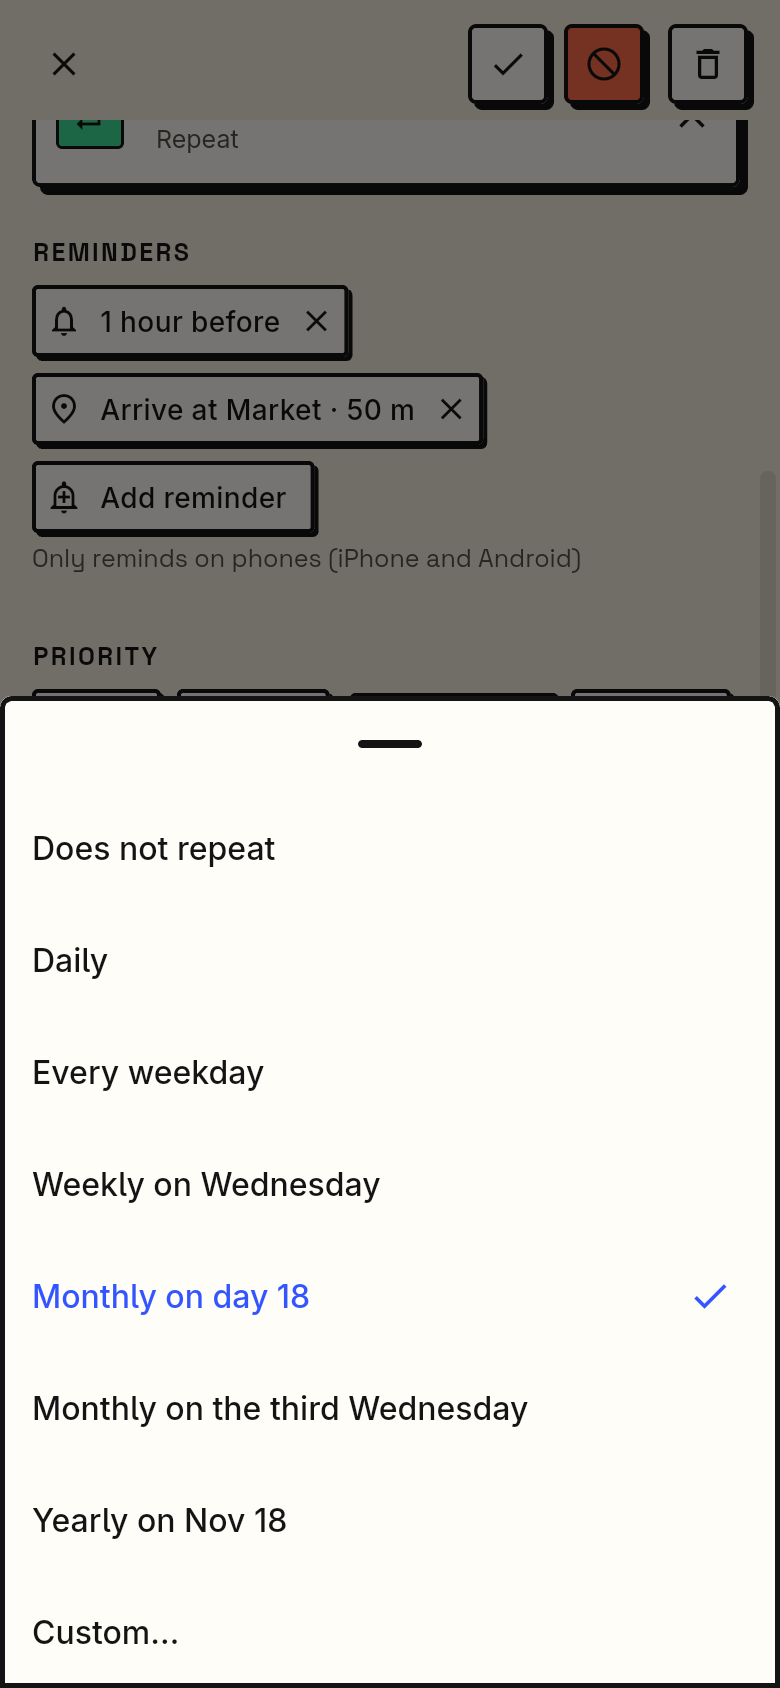 Repeat
REMINDERS
1 hour before
Arrive at Market · 50 m
Add reminder
Only reminds on phones (iPhone and Android)
PRIORITY
Does not repeat
Daily
Every weekday
Weekly on Wednesday
Monthly on day 18
Monthly on the third Wednesday
Yearly on Nov 18
Custom...